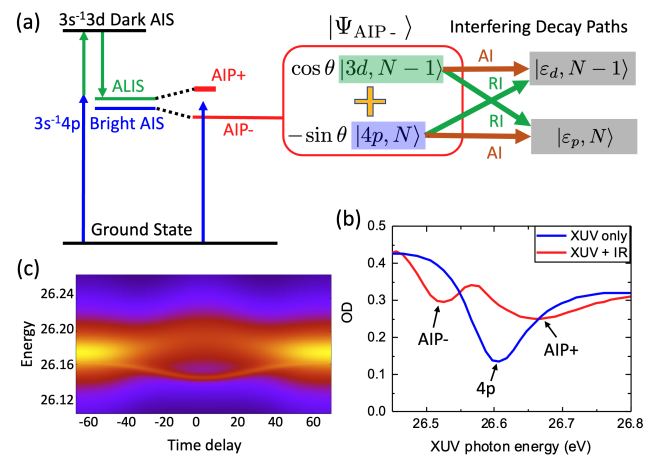 (a)
3s⁻¹3d Dark AIS
ALIS
3s⁻¹4p Bright AIS
AIP+
AIP-
Ground State
|Ψ_AIP- ⟩
cos θ |3d, N−1⟩
+
−sin θ |4p, N⟩
Interfering Decay Paths
AI
RI
RI
AI
|ε_d, N − 1⟩
|ε_p, N⟩
(b)
XUV only
XUV + IR
OD
0.5
0.4
0.3
0.2
0.1
0.0
AIP-
4p
AIP+
26.5
26.6
26.7
26.8
XUV photon energy (eV)
(c)
Energy
26.24
26.20
26.16
26.12
-60
-40
-20
0
20
40
60
Time delay